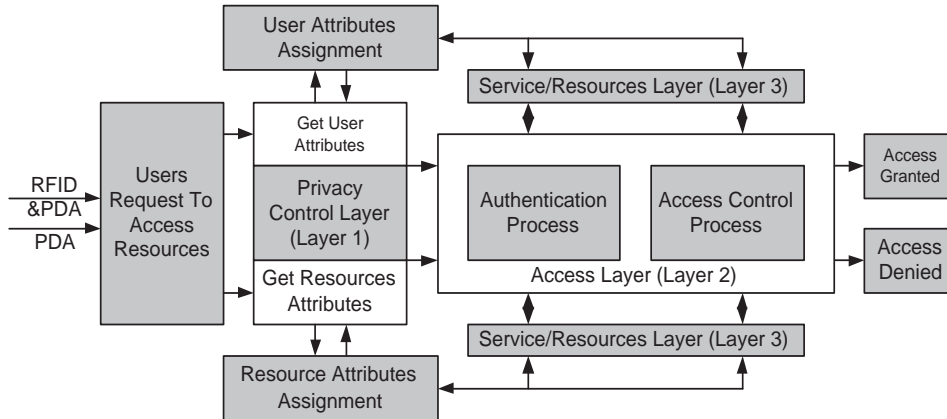 User Attributes
Assignment
Service/Resources Layer (Layer 3)
Get User
Attributes
RFID
&PDA
PDA
Users
Request To
Access
Resources
Privacy
Control Layer
(Layer 1)
Authentication
Process
Access Control
Process
Access Layer (Layer 2)
Access
Granted
Access
Denied
Get Resources
Attributes
Service/Resources Layer (Layer 3)
Resource Attributes
Assignment